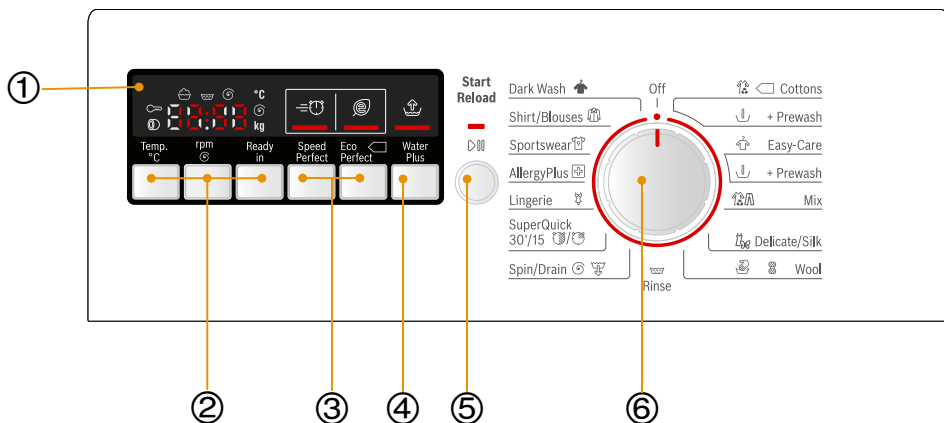 ①
°C
88:88
kg
Temp.
°C
rpm
Ready
in
Speed
Perfect
Eco
Perfect
Water
Plus
Start
Reload
Dark Wash
Shirt/Blouses
Sportswear
AllergyPlus
Lingerie
SuperQuick
30'/15
/
Spin/Drain
Off
Cottons
+ Prewash
Easy-Care
+ Prewash
Mix
Delicate/Silk
Wool
Rinse
②
③
④
⑤
⑥